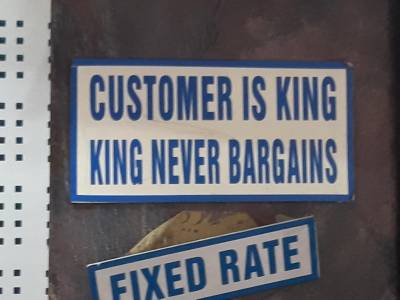 CUSTOMER IS KING
KING NEVER BARGAINS
FIXED RATE